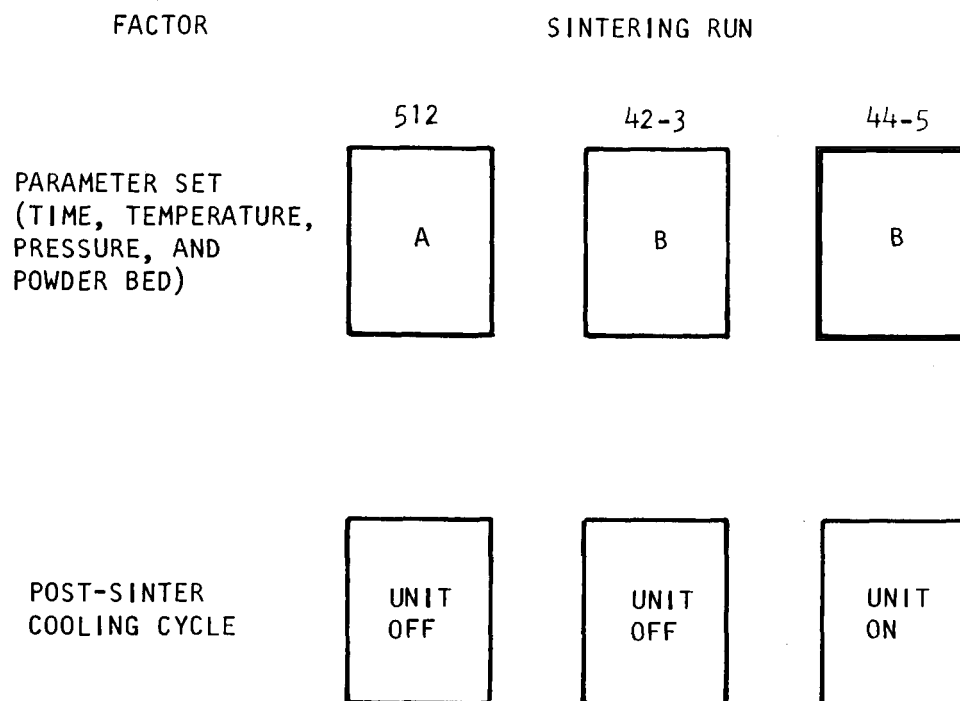 FACTOR SINTERING RUN
512 42-3 44-5
PARAMETER SET
(TIME, TEMPERATURE,
PRESSURE, AND
POWDER BED)
A B B
POST-SINTER
COOLING CYCLE
UNIT
OFF
UNIT
OFF
UNIT
ON